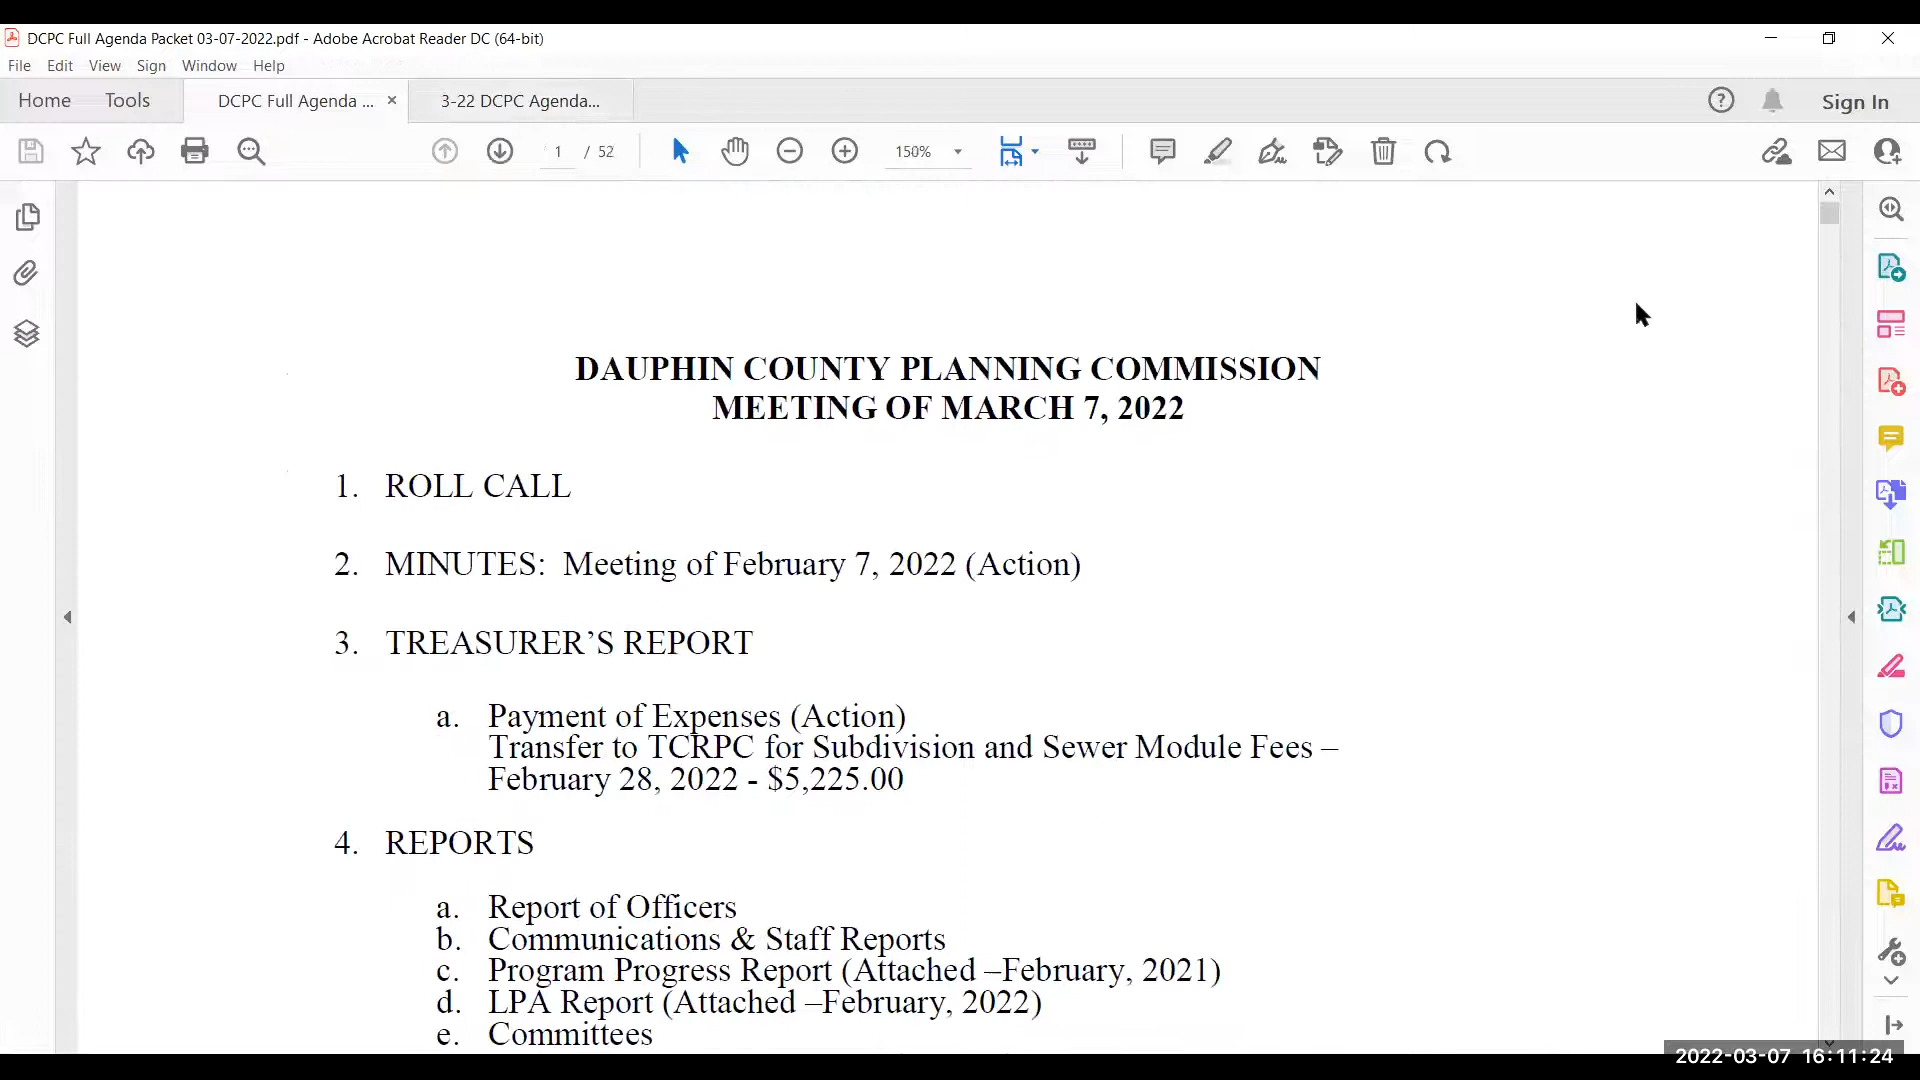 DCPC Full Agenda Packet 03-07-2022.pdf - Adobe Acrobat Reader DC (64-bit)
File Edit View Sign Window Help
Home Tools DCPC Full Agenda ... × 3-22 DCPC Agenda... Sign In
1 / 52 150%
DAUPHIN COUNTY PLANNING COMMISSION
MEETING OF MARCH 7, 2022
1. ROLL CALL
2. MINUTES: Meeting of February 7, 2022 (Action)
3. TREASURER’S REPORT
a. Payment of Expenses (Action)
Transfer to TCRPC for Subdivision and Sewer Module Fees –
February 28, 2022 - $5,225.00
4. REPORTS
a. Report of Officers
b. Communications & Staff Reports
c. Program Progress Report (Attached –February, 2021)
d. LPA Report (Attached –February, 2022)
e. Committees
2022-03-07 16:11:24